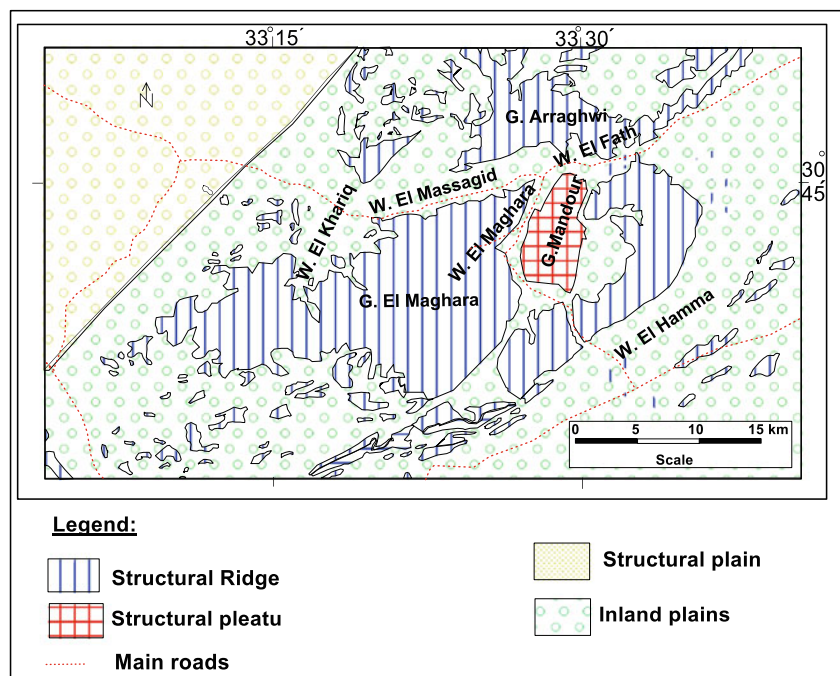 33°15´
33°30´
N
G. Arraghwi
W. El Fath
30°
45´
W. El Massagid
W. El Khariq
W. El Maghara
G.Mandour
G. El Maghara
W. El Hamma
0 5 10 15 km
Scale
Legend:
Structural Ridge
Structural plain
Structural pleatu
Inland plains
Main roads